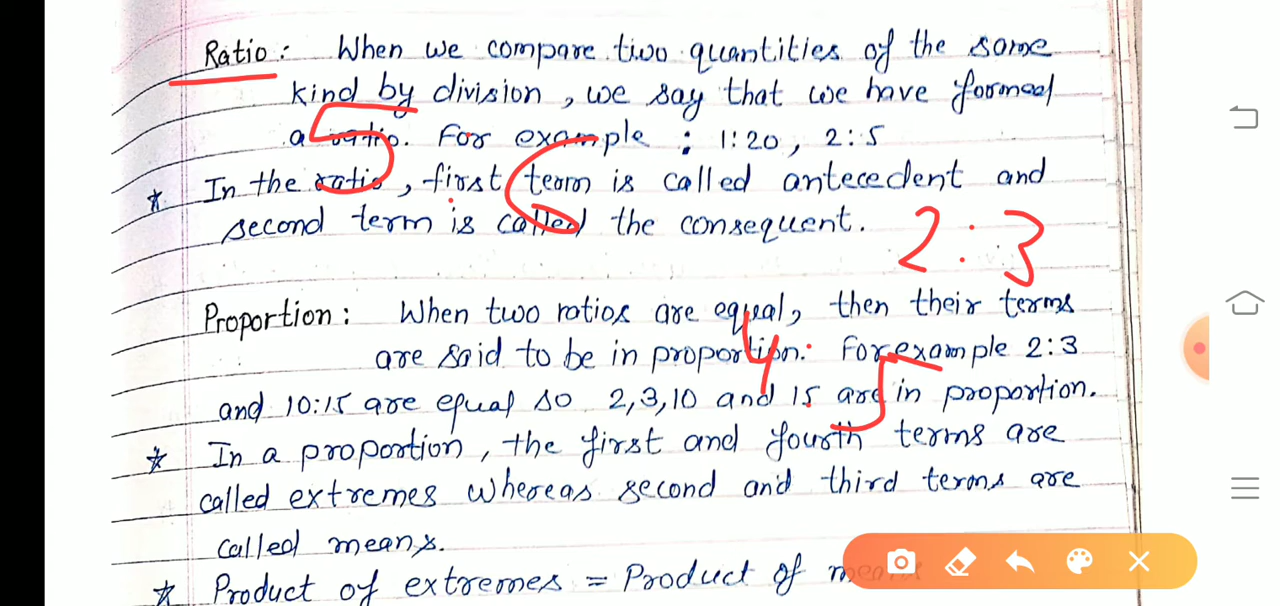 Ratio : When we compare two quantities of the same
kind by division , we say that we have formed
a ratio. For example : 1:20 , 2:5
* In the ratio , first term is called antecedent and
second term is called the consequent.
5 6 2:3
Proportion : When two ratios are equal, then their terms
are said to be in proportion. For example 2:3
and 10:15 are equal so 2,3,10 and 15 are in proportion.
4 5
* In a proportion , the first and fourth terms are
called extremes whereas second and third terms are
called means.
* Product of extremes = Product of means